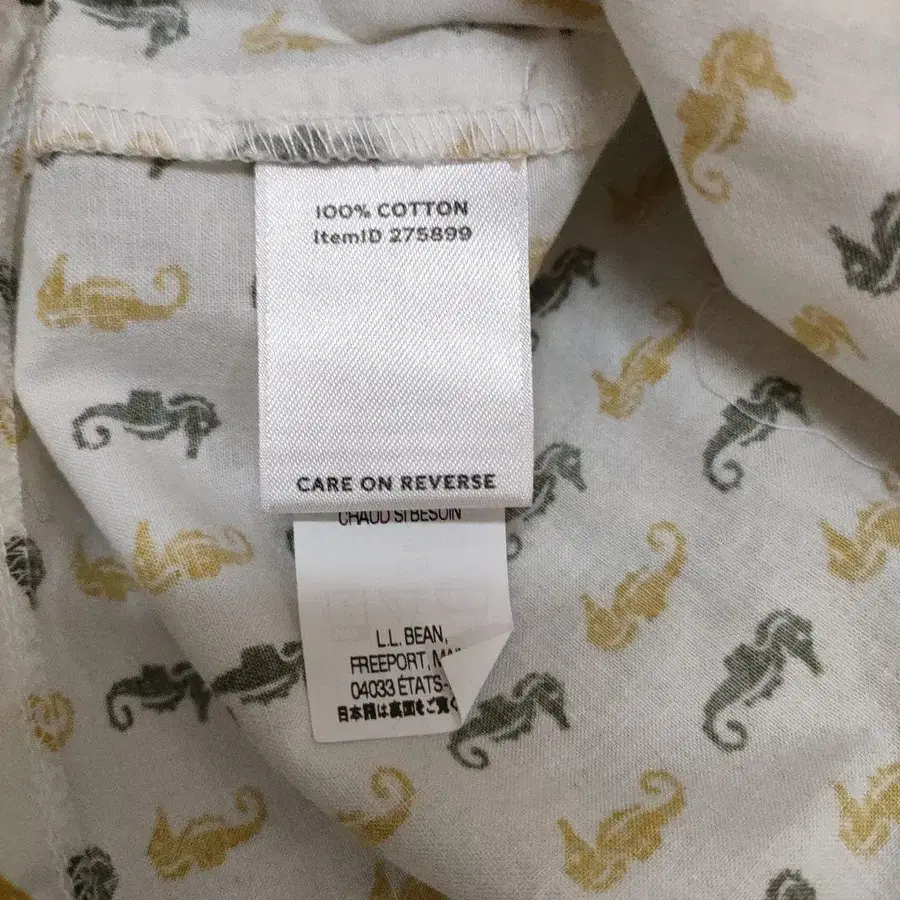 100% COTTON
ItemID 275899
CARE ON REVERSE
CHAUD SI BESOIN
L.L. BEAN,
FREEPORT,
04033 ÉTATS-
日本語は裏面をご覧く